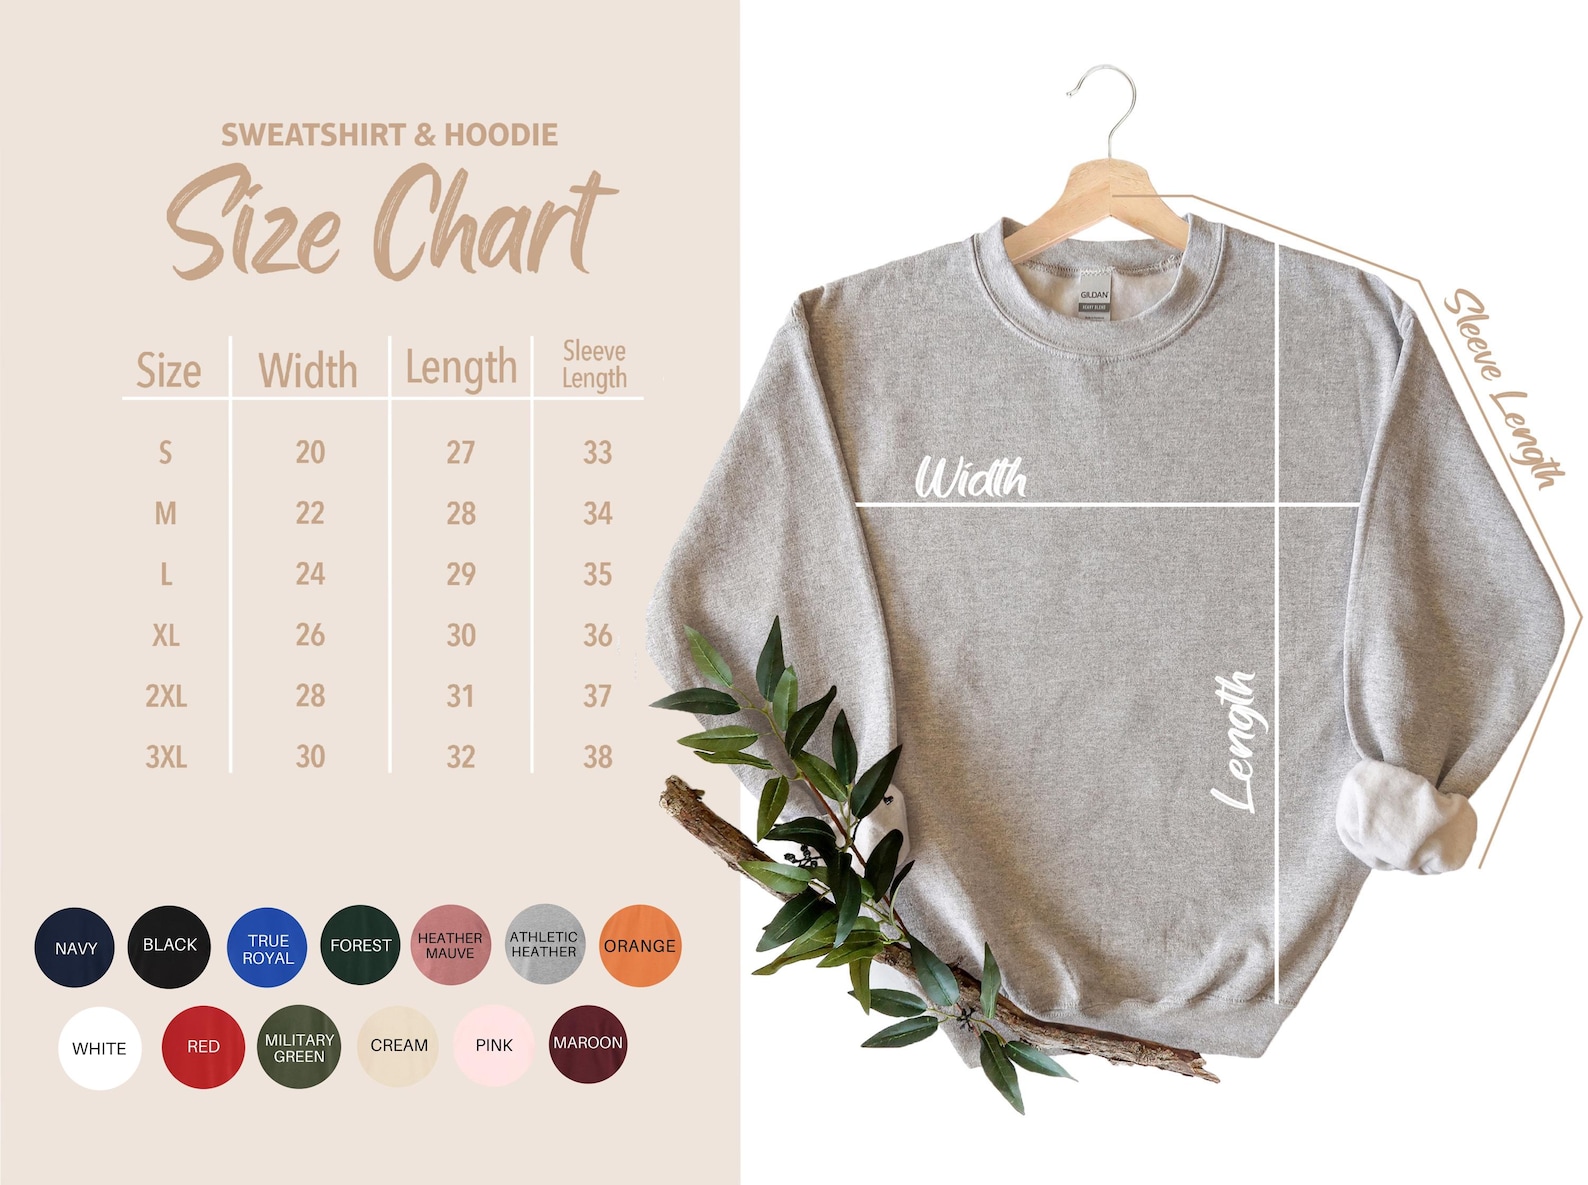 SWEATSHIRT & HOODIE
Size Chart
Size Width Length Sleeve Length
S 20 27 33
M 22 28 34
L 24 29 35
XL 26 30 36
2XL 28 31 37
3XL 30 32 38
NAVY
BLACK
TRUE
ROYAL
FOREST
HEATHER
MAUVE
ATHLETIC
HEATHER
ORANGE
WHITE
RED
MILITARY
GREEN
CREAM
PINK
MAROON
GILDAN
HEAVY BLEND
Sleeve Length
Width
Length